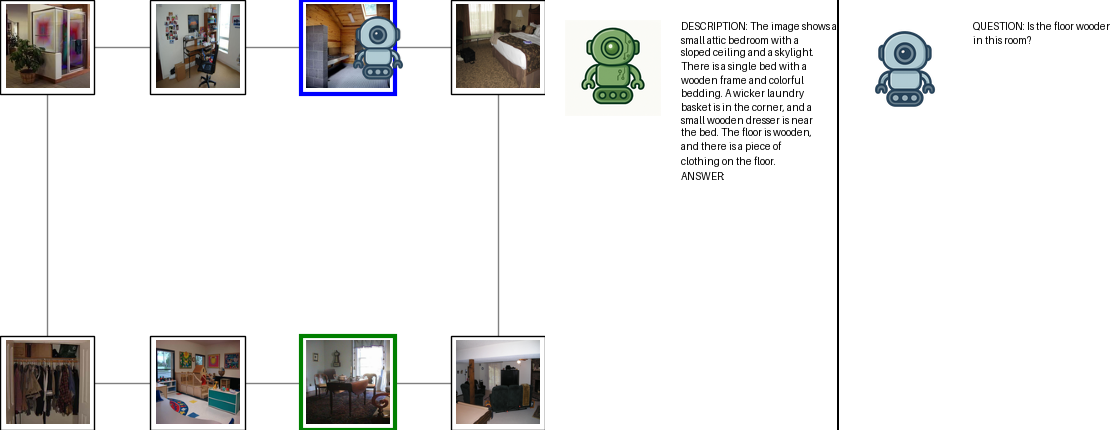 DESCRIPTION: The image shows a
small attic bedroom with a
sloped ceiling and a skylight.
There is a single bed with a
wooden frame and colorful
bedding. A wicker laundry
basket is in the corner, and a
small wooden dresser is near
the bed. The floor is wooden,
and there is a piece of
clothing on the floor.
ANSWER:
QUESTION: Is the floor wooden
in this room?